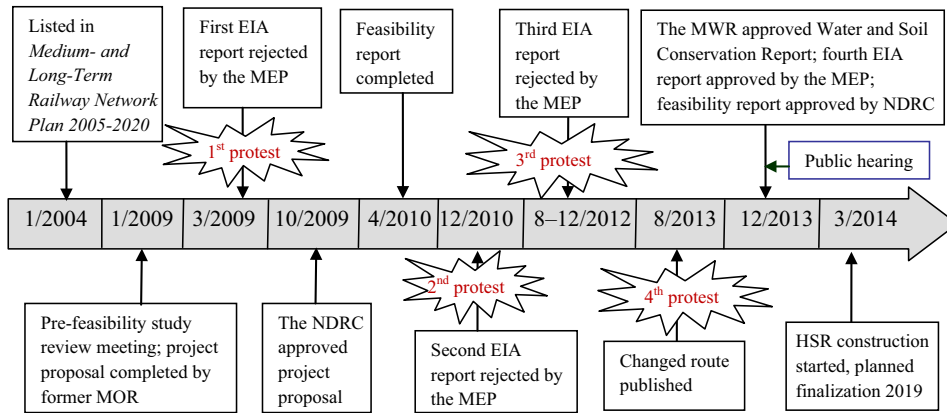 Listed in
Medium- and
Long-Term
Railway Network
Plan 2005-2020
First EIA
report rejected
by the MEP
Feasibility
report
completed
Third EIA
report
rejected by
the MEP
The MWR approved Water and Soil
Conservation Report; fourth EIA
report approved by the MEP;
feasibility report approved by NDRC
1st protest
3rd protest
Public hearing
1/2004
1/2009
3/2009
10/2009
4/2010
12/2010
8–12/2012
8/2013
12/2013
3/2014
2nd protest
4th protest
Pre-feasibility study
review meeting; project
proposal completed by
former MOR
The NDRC
approved
project
proposal
Second EIA
report rejected by the
MEP
Changed route
published
HSR construction
started, planned
finalization 2019